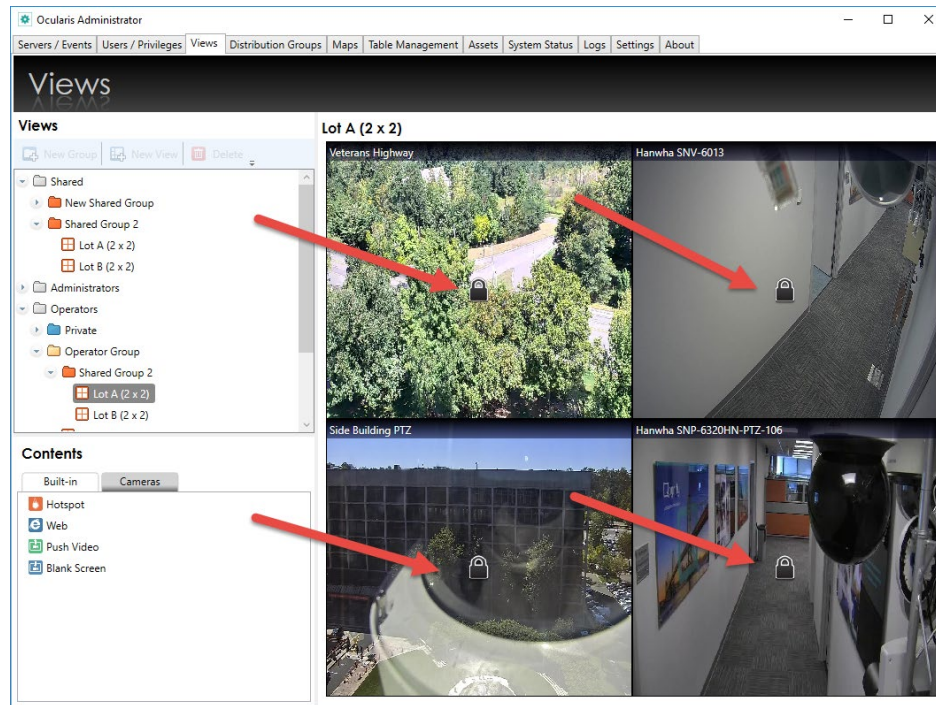 Ocularis Administrator
Servers / Events Users / Privileges Views Distribution Groups Maps Table Management Assets System Status Logs Settings About
Views
Views
New Group New View Delete
Shared
New Shared Group
Shared Group 2
Lot A (2 x 2)
Lot B (2 x 2)
Administrators
Operators
Private
Operator Group
Shared Group 2
Lot A (2 x 2)
Lot B (2 x 2)
Contents
Built-in Cameras
Hotspot
Web
Push Video
Blank Screen
Lot A (2 x 2)
Veterans Highway
Hanwha SNV-6013
Side Building PTZ
Hanwha SNP-6320HN-PTZ-106